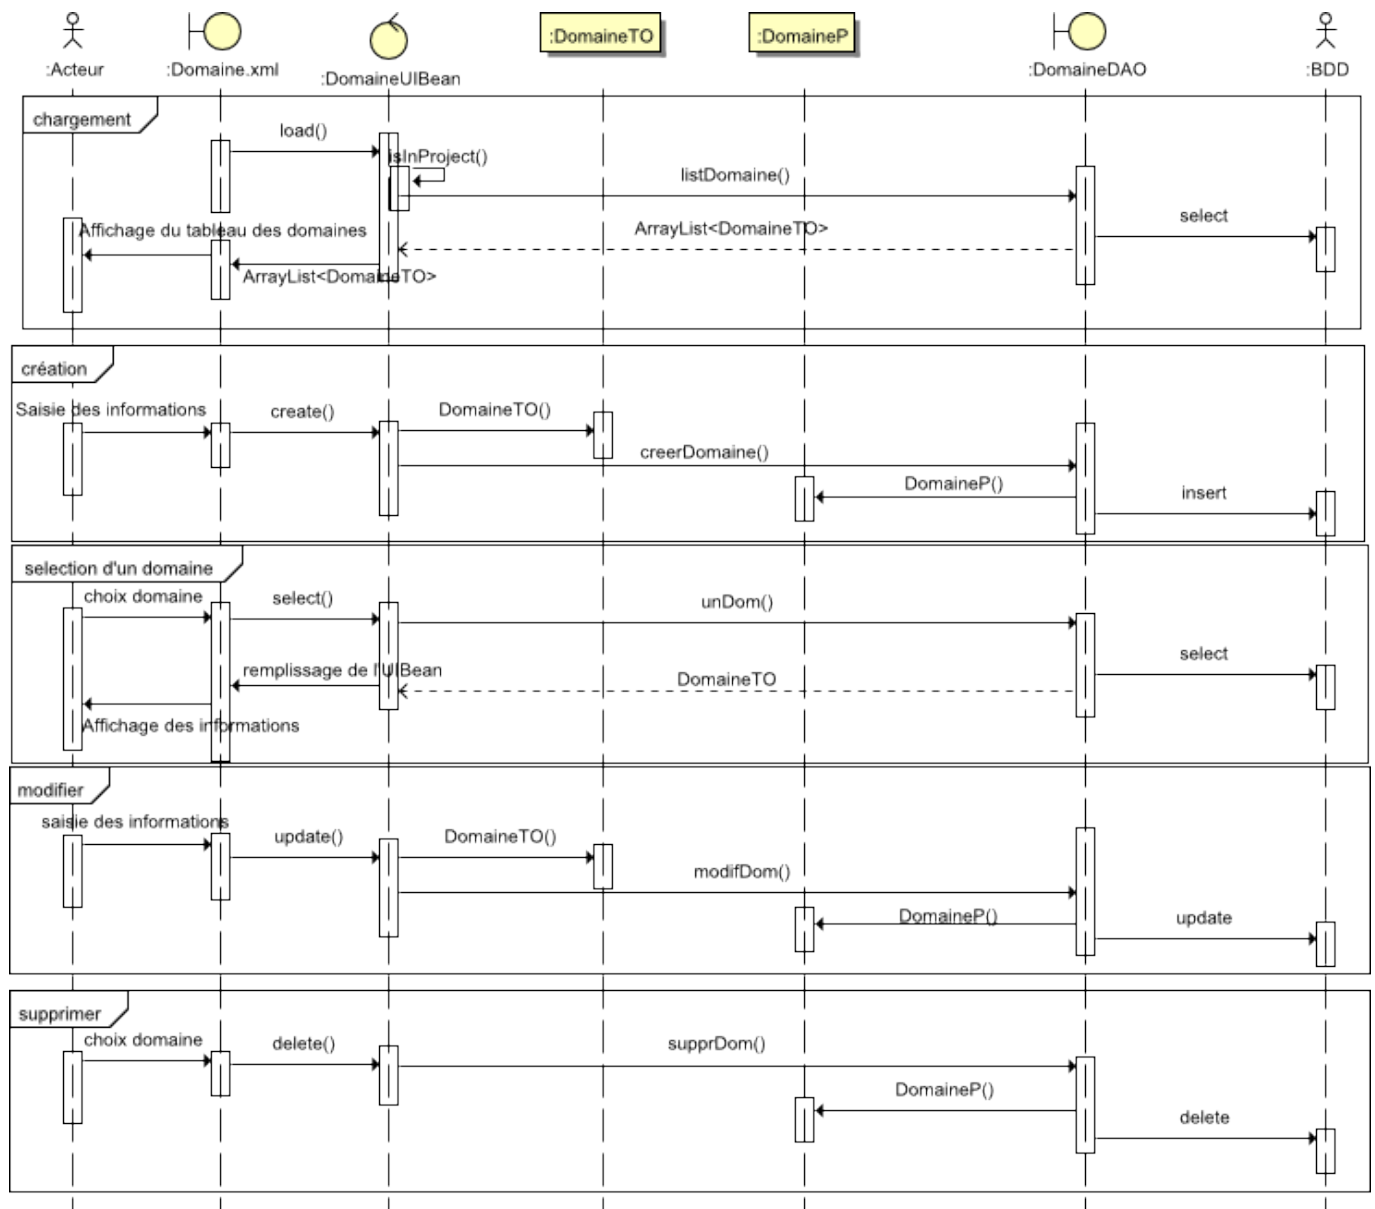 :Acteur
:Domaine.xml
:DomaineUIBean
:DomaineTO
:DomaineP
:DomaineDAO
:BDD
chargement
load()
isInProject()
listDomaine()
select
ArrayList<DomaineTO>
Affichage du tableau des domaines
ArrayList<DomaineTO>
création
Saisie des informations
create()
DomaineTO()
creerDomaine()
DomaineP()
insert
selection d'un domaine
choix domaine
select()
unDom()
select
remplissage de l'UIBean
DomaineTO
Affichage des informations
modifier
saisie des informations
update()
DomaineTO()
modifDom()
DomaineP()
update
supprimer
choix domaine
delete()
supprDom()
DomaineP()
delete